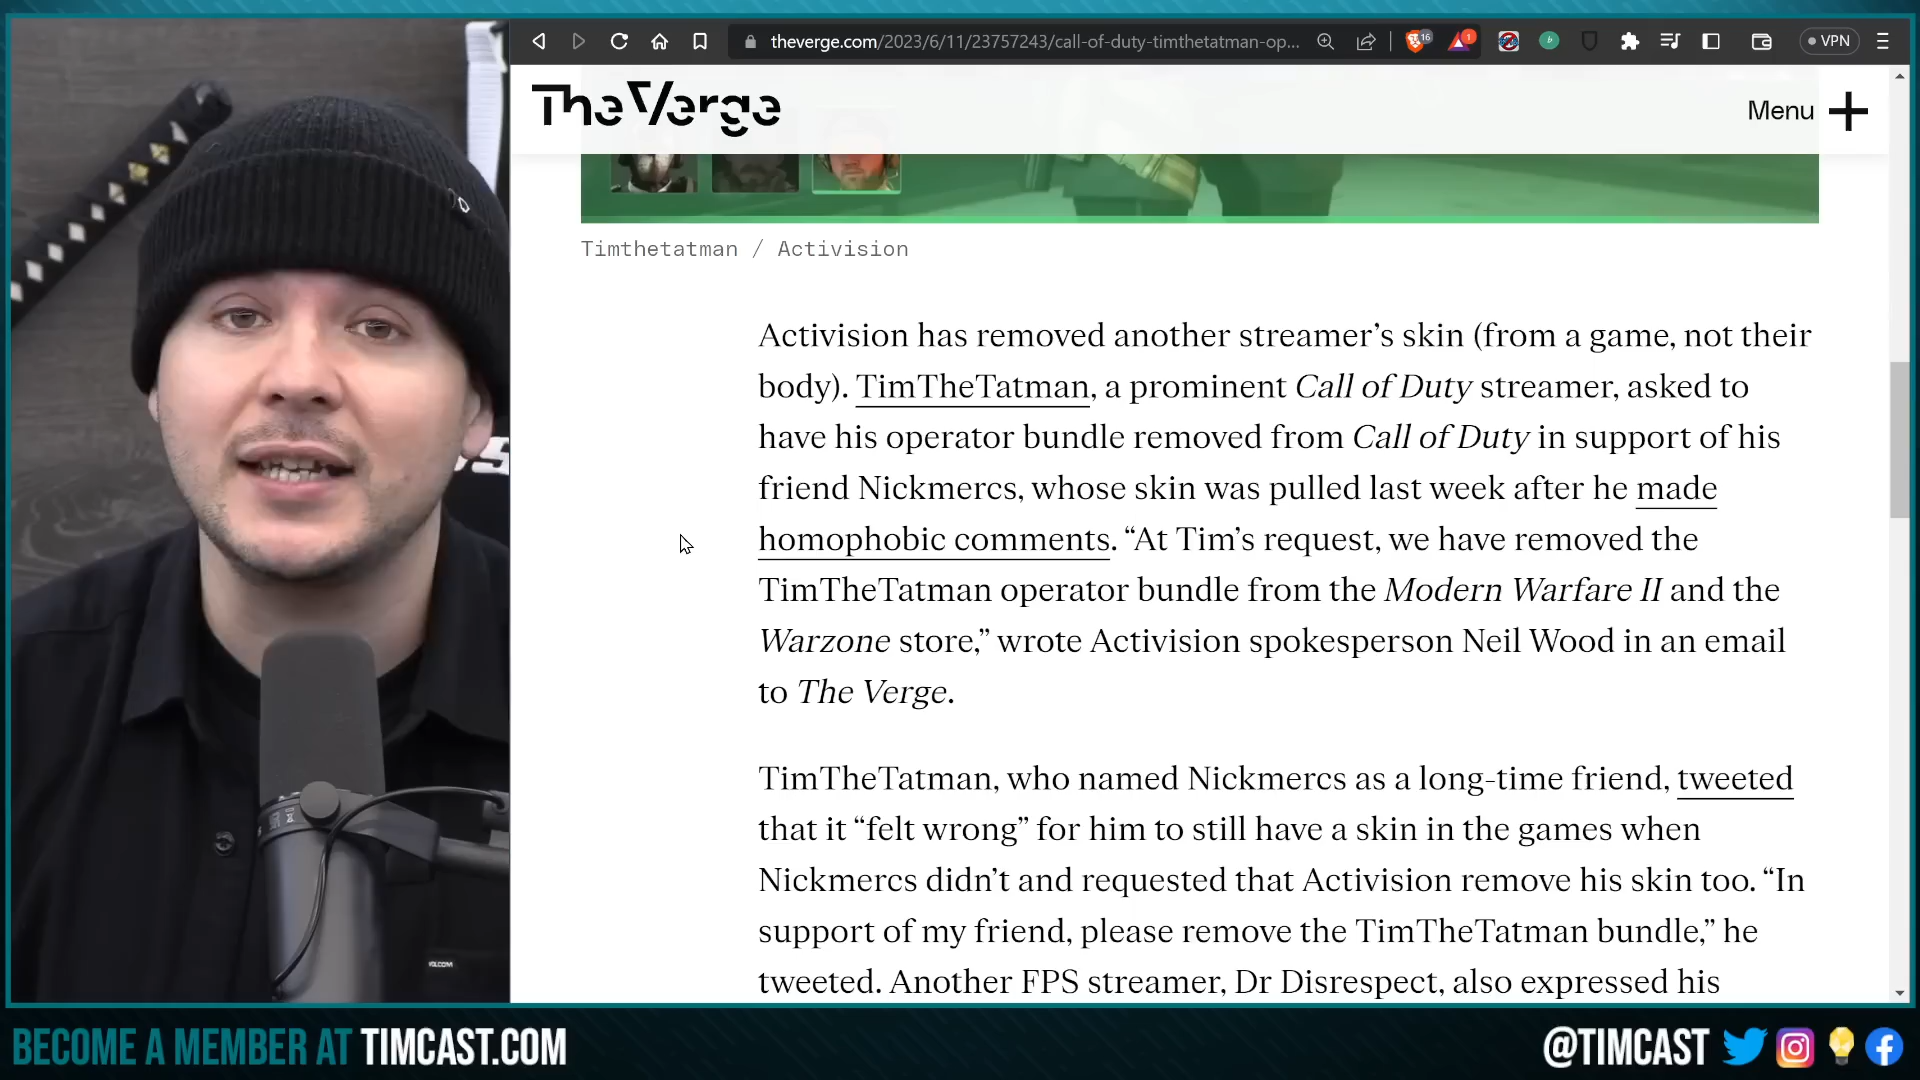 theverge.com/2023/6/11/23757243/call-of-duty-timthetatman-op...
16
1
VPN
The Verge
Menu
Timthetatman / Activision
Activision has removed another streamer’s skin (from a game, not their
body). TimTheTatman, a prominent Call of Duty streamer, asked to
have his operator bundle removed from Call of Duty in support of his
friend Nickmercs, whose skin was pulled last week after he made
homophobic comments. “At Tim’s request, we have removed the
TimTheTatman operator bundle from the Modern Warfare II and the
Warzone store,” wrote Activision spokesperson Neil Wood in an email
to The Verge.
TimTheTatman, who named Nickmercs as a long-time friend, tweeted
that it “felt wrong” for him to still have a skin in the games when
Nickmercs didn’t and requested that Activision remove his skin too. “In
support of my friend, please remove the TimTheTatman bundle,” he
tweeted. Another FPS streamer, Dr Disrespect, also expressed his
VOLCOM
BECOME A MEMBER AT TIMCAST.COM
@TIMCAST